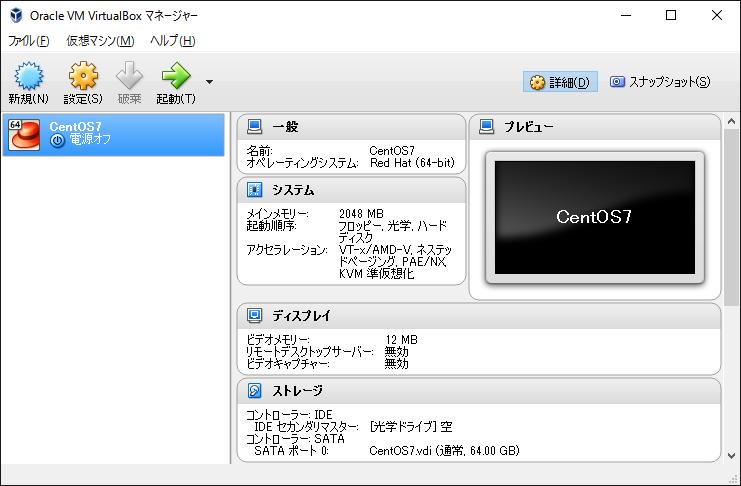 Oracle VM VirtualBox マネージャー
ファイル(F) 仮想マシン(M) ヘルプ(H)
新規(N) 設定(S) 破棄 起動(T) 詳細(D) スナップショット(S)
64 CentOS7
電源オフ
一般
名前: CentOS7
オペレーティングシステム: Red Hat (64-bit)
システム
メインメモリー: 2048 MB
起動順序: フロッピー, 光学, ハード
ディスク
アクセラレーション: VT-x/AMD-V, ネステッ
ドページング, PAE/NX,
KVM 準仮想化
プレビュー
CentOS7
ディスプレイ
ビデオメモリー: 12 MB
リモートデスクトップサーバー: 無効
ビデオキャプチャー: 無効
ストレージ
コントローラー: IDE
IDE セカンダリマスター: [光学ドライブ] 空
コントローラー: SATA
SATA ポート 0: CentOS7.vdi (通常, 64.00 GB)